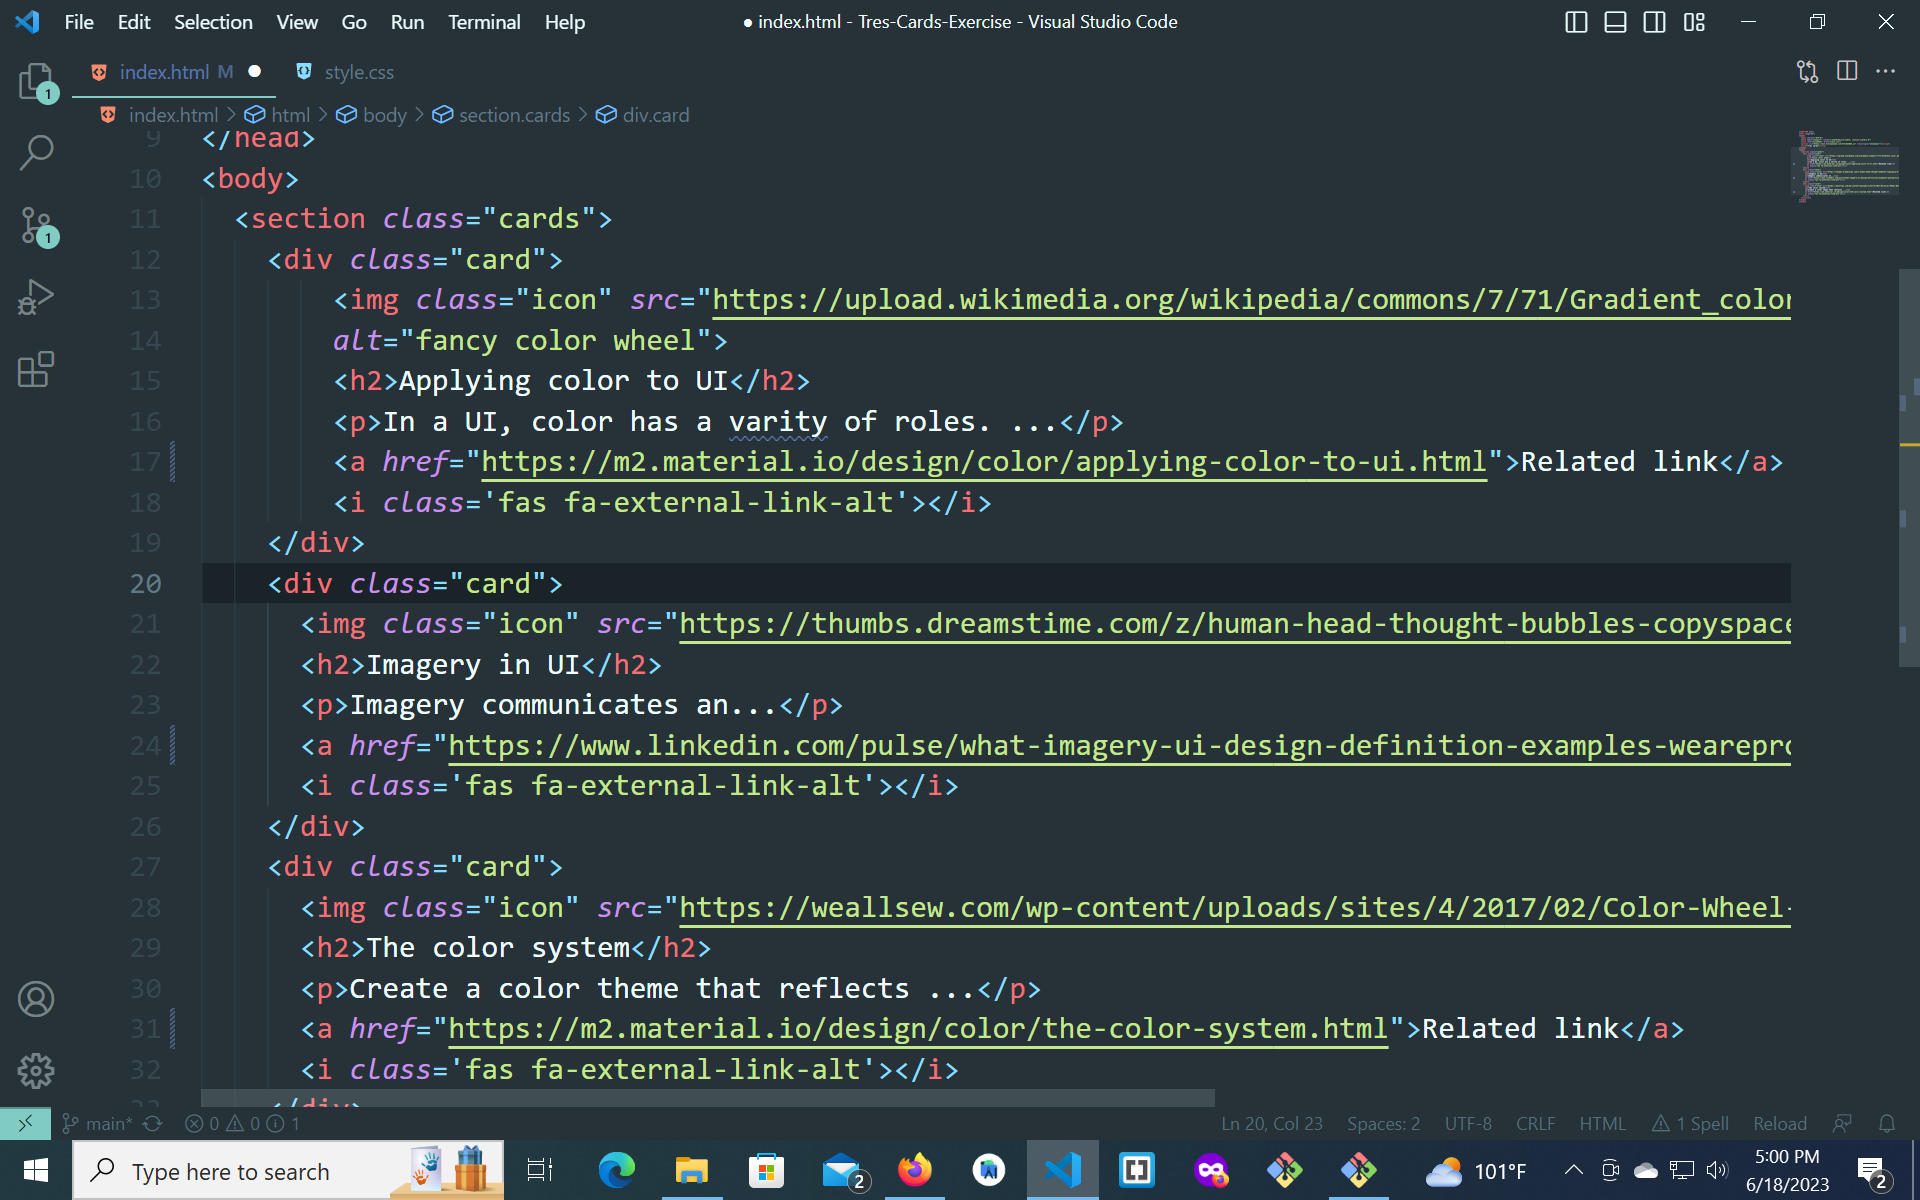 File Edit Selection View Go Run Terminal Help
● index.html - Tres-Cards-Exercise - Visual Studio Code
index.html M ● style.css
index.html > html > body > section.cards > div.card
1
1
9 </head>
10 <body>
11 <section class="cards">
12 <div class="card">
13 <img class="icon" src="https://upload.wikimedia.org/wikipedia/commons/7/71/Gradient_color
14 alt="fancy color wheel">
15 <h2>Applying color to UI</h2>
16 <p>In a UI, color has a varity of roles. ...</p>
17 <a href="https://m2.material.io/design/color/applying-color-to-ui.html">Related link</a>
18 <i class='fas fa-external-link-alt'></i>
19 </div>
20 <div class="card">
21 <img class="icon" src="https://thumbs.dreamstime.com/z/human-head-thought-bubbles-copyspace
22 <h2>Imagery in UI</h2>
23 <p>Imagery communicates an...</p>
24 <a href="https://www.linkedin.com/pulse/what-imagery-ui-design-definition-examples-wearepro
25 <i class='fas fa-external-link-alt'></i>
26 </div>
27 <div class="card">
28 <img class="icon" src="https://weallsew.com/wp-content/uploads/sites/4/2017/02/Color-Wheel-
29 <h2>The color system</h2>
30 <p>Create a color theme that reflects ...</p>
31 <a href="https://m2.material.io/design/color/the-color-system.html">Related link</a>
32 <i class='fas fa-external-link-alt'></i>
33 </div>
main* 0 0 1 Ln 20, Col 23 Spaces: 2 UTF-8 CRLF HTML 1 Spell Reload
Type here to search 2 101°F 5:00 PM
6/18/2023 2